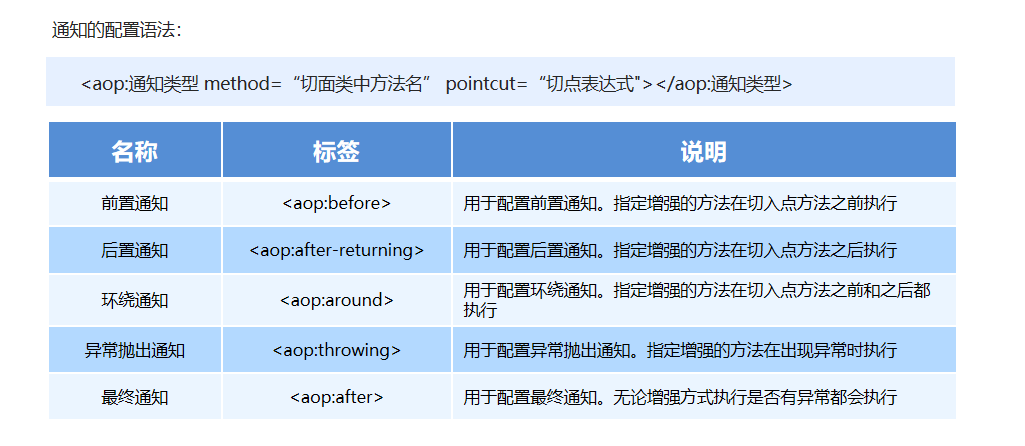 通知的配置语法：
<aop:通知类型 method=“切面类中方法名” pointcut=“切点表达式"></aop:通知类型>
名称 标签 说明
前置通知 <aop:before> 用于配置前置通知。指定增强的方法在切入点方法之前执行
后置通知 <aop:after-returning> 用于配置后置通知。指定增强的方法在切入点方法之后执行
环绕通知 <aop:around> 用于配置环绕通知。指定增强的方法在切入点方法之前和之后都
执行
异常抛出通知 <aop:throwing> 用于配置异常抛出通知。指定增强的方法在出现异常时执行
最终通知 <aop:after> 用于配置最终通知。无论增强方式执行是否有异常都会执行